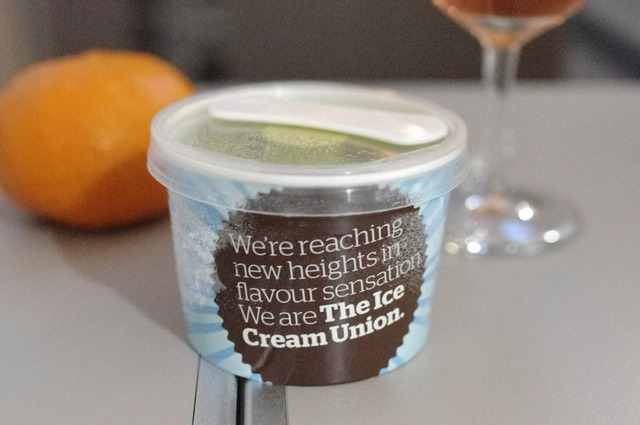 We're reaching
new heights in
flavour sensation
We are The Ice
Cream Union.